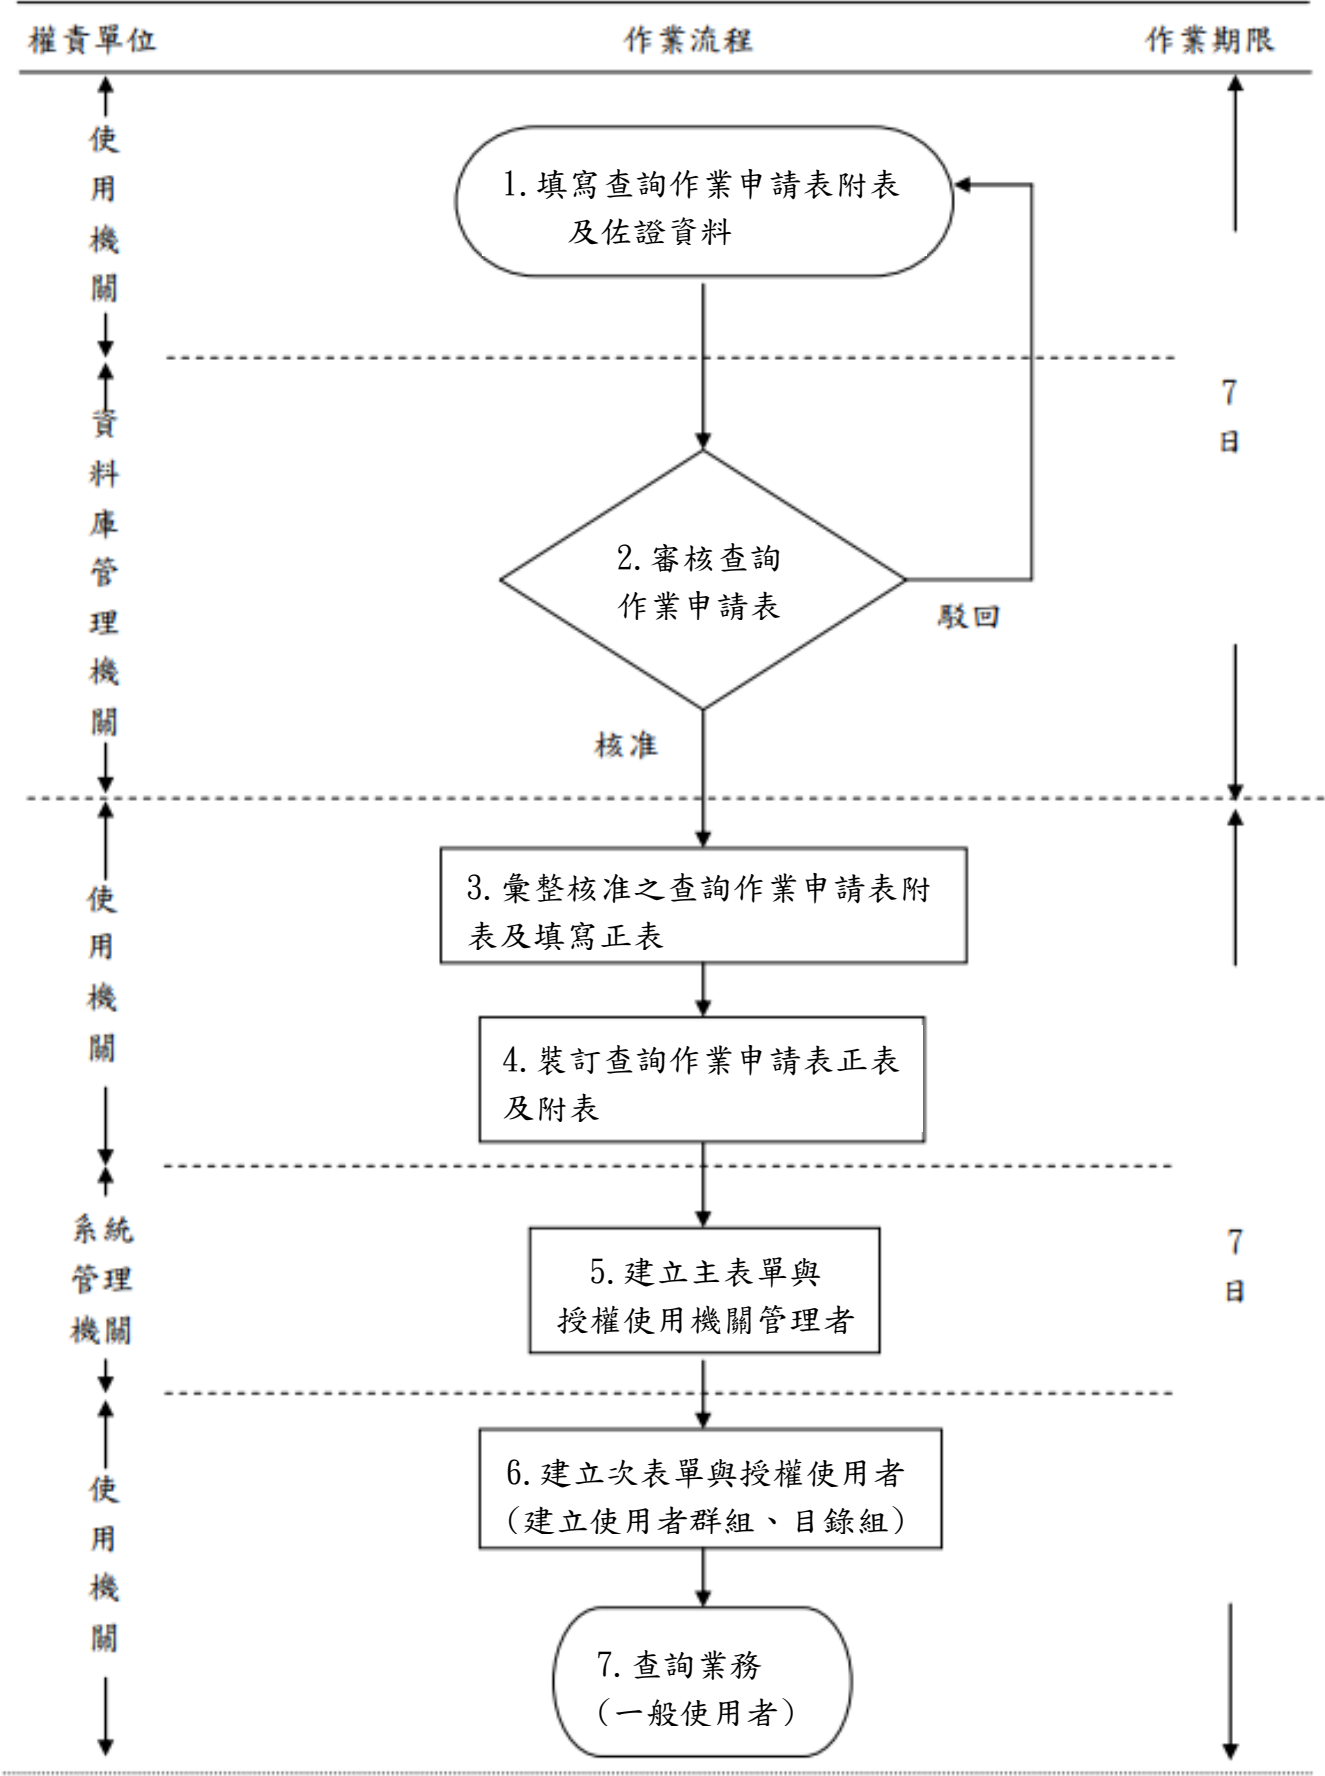 權責單位
作業流程
作業期限
使用機關
1.填寫查詢作業申請表附表
及佐證資料
資料庫管理機關
7日
2.審核查詢
作業申請表
駁回
核准
使用機關
3.彙整核准之查詢作業申請表附
表及填寫正表
4.裝訂查詢作業申請表正表
及附表
系統
管理
機關
7日
5.建立主表單與
授權使用機關管理者
使用機關
6.建立次表單與授權使用者
(建立使用者群組、目錄組)
7.查詢業務
(一般使用者)